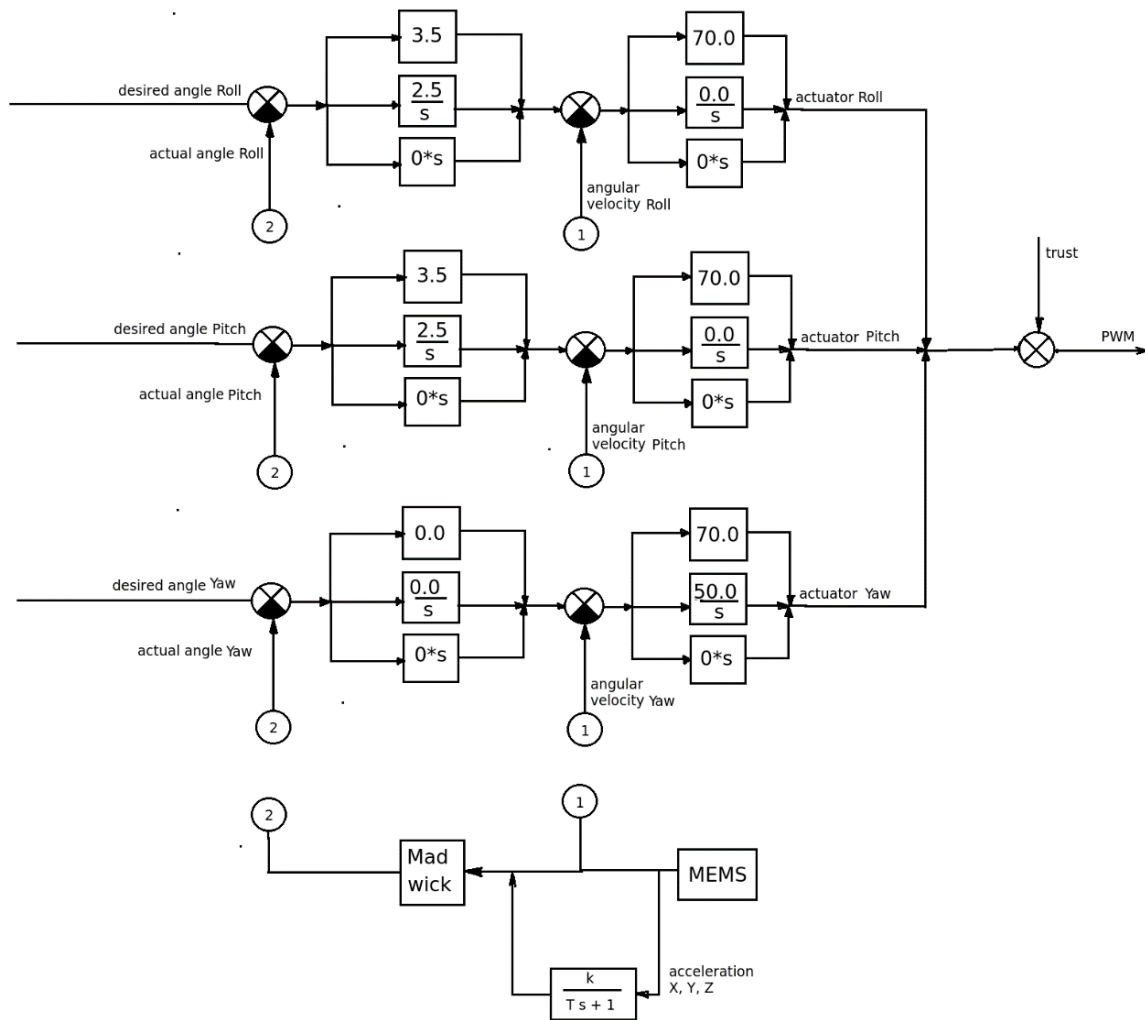 3.5
70.0
desired angle Roll
2.5
s
0.0
s
actuator Roll
actual angle Roll
0*s
0*s
angular
velocity Roll
2
1
trust
3.5
70.0
desired angle Pitch
2.5
s
0.0
s
actuator Pitch
PWM
actual angle Pitch
0*s
0*s
angular
velocity Pitch
2
1
0.0
70.0
desired angle Yaw
0.0
s
50.0
s
actuator Yaw
actual angle Yaw
0*s
0*s
angular
velocity Yaw
2
1
2
1
Mad
wick
MEMS
k
T s + 1
acceleration
X, Y, Z